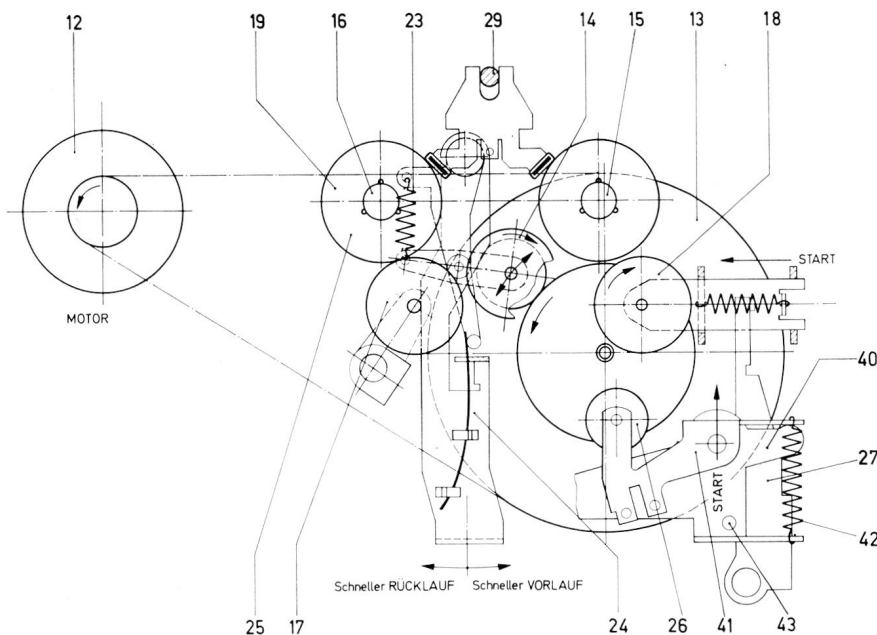 12 19 16 23 29 14 15 13 18
START
MOTOR
40
27
START
42
Schneller RÜCKLAUF Schneller VORLAUF
25 17 24 26 41 43